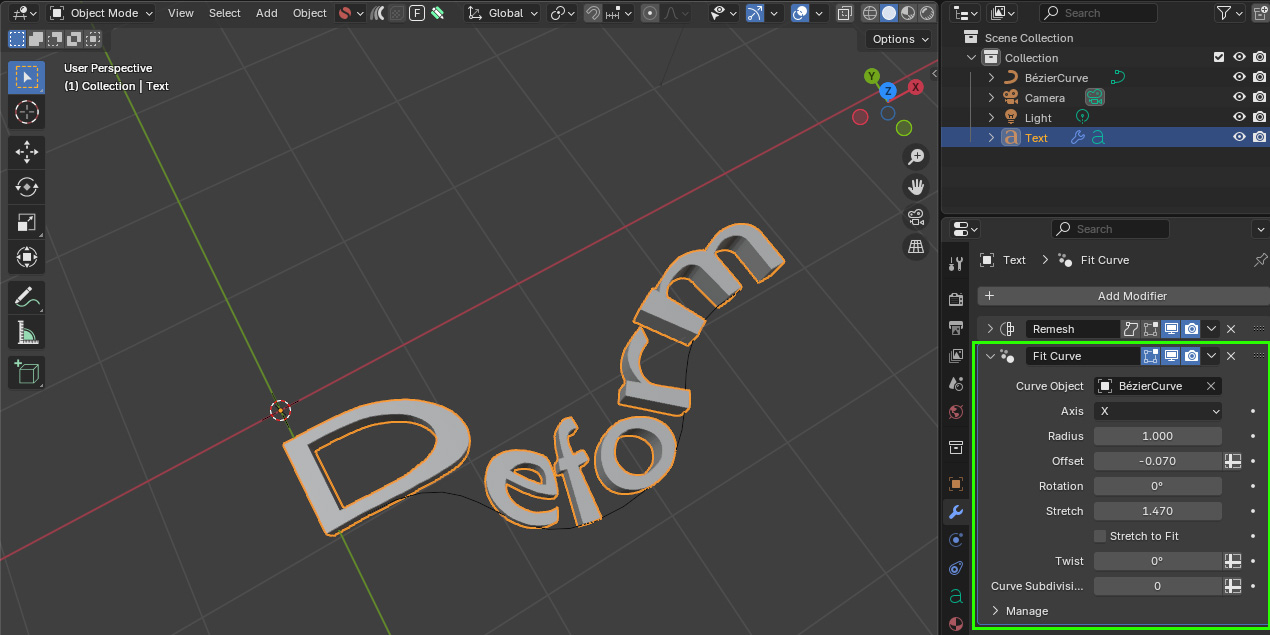 Object Mode View Select Add Object F Global
Options
User Perspective
(1) Collection | Text
Y
Z
X
Deform
Search
Scene Collection
Collection
BézierCurve
Camera
Light
a Text a
Search
Text > Fit Curve
+ Add Modifier
Remesh
Fit Curve
Curve Object BézierCurve
Axis X
Radius 1.000
Offset -0.070
Rotation 0°
Stretch 1.470
Stretch to Fit
Twist 0°
Curve Subdivisi... 0
Manage
a